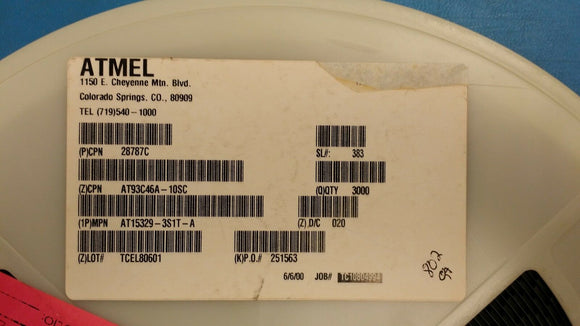 ATMEL
1150 E. Cheyenne Mtn. Blvd.
Colorado Springs. CO., 80909
TEL (719)540-1000
(P)CPN 28787C SL#: 383
(Z)CPN AT93C46A-10SC (Q)QTY 3000
(1P)MPN AT15329-3S1T-A (Z) D/C 020
(Z)LOT# TCEL80601 (K)P.O.# 251563
6/6/00 JOB#
802